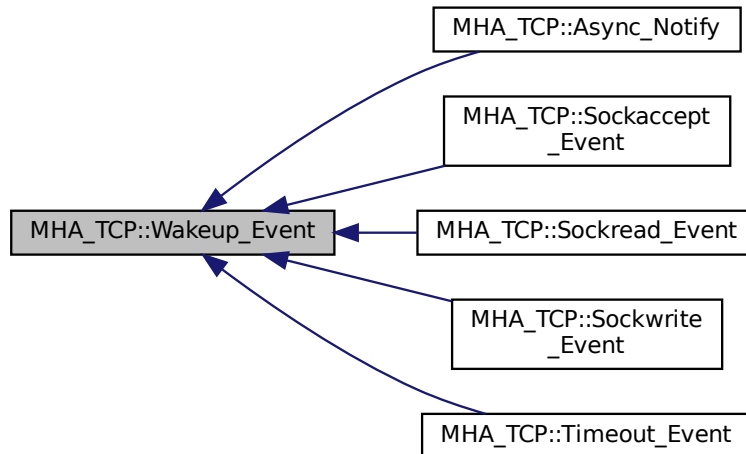 MHA_TCP::Async_Notify
MHA_TCP::Sockaccept
_Event
MHA_TCP::Wakeup_Event
MHA_TCP::Sockread_Event
MHA_TCP::Sockwrite
_Event
MHA_TCP::Timeout_Event